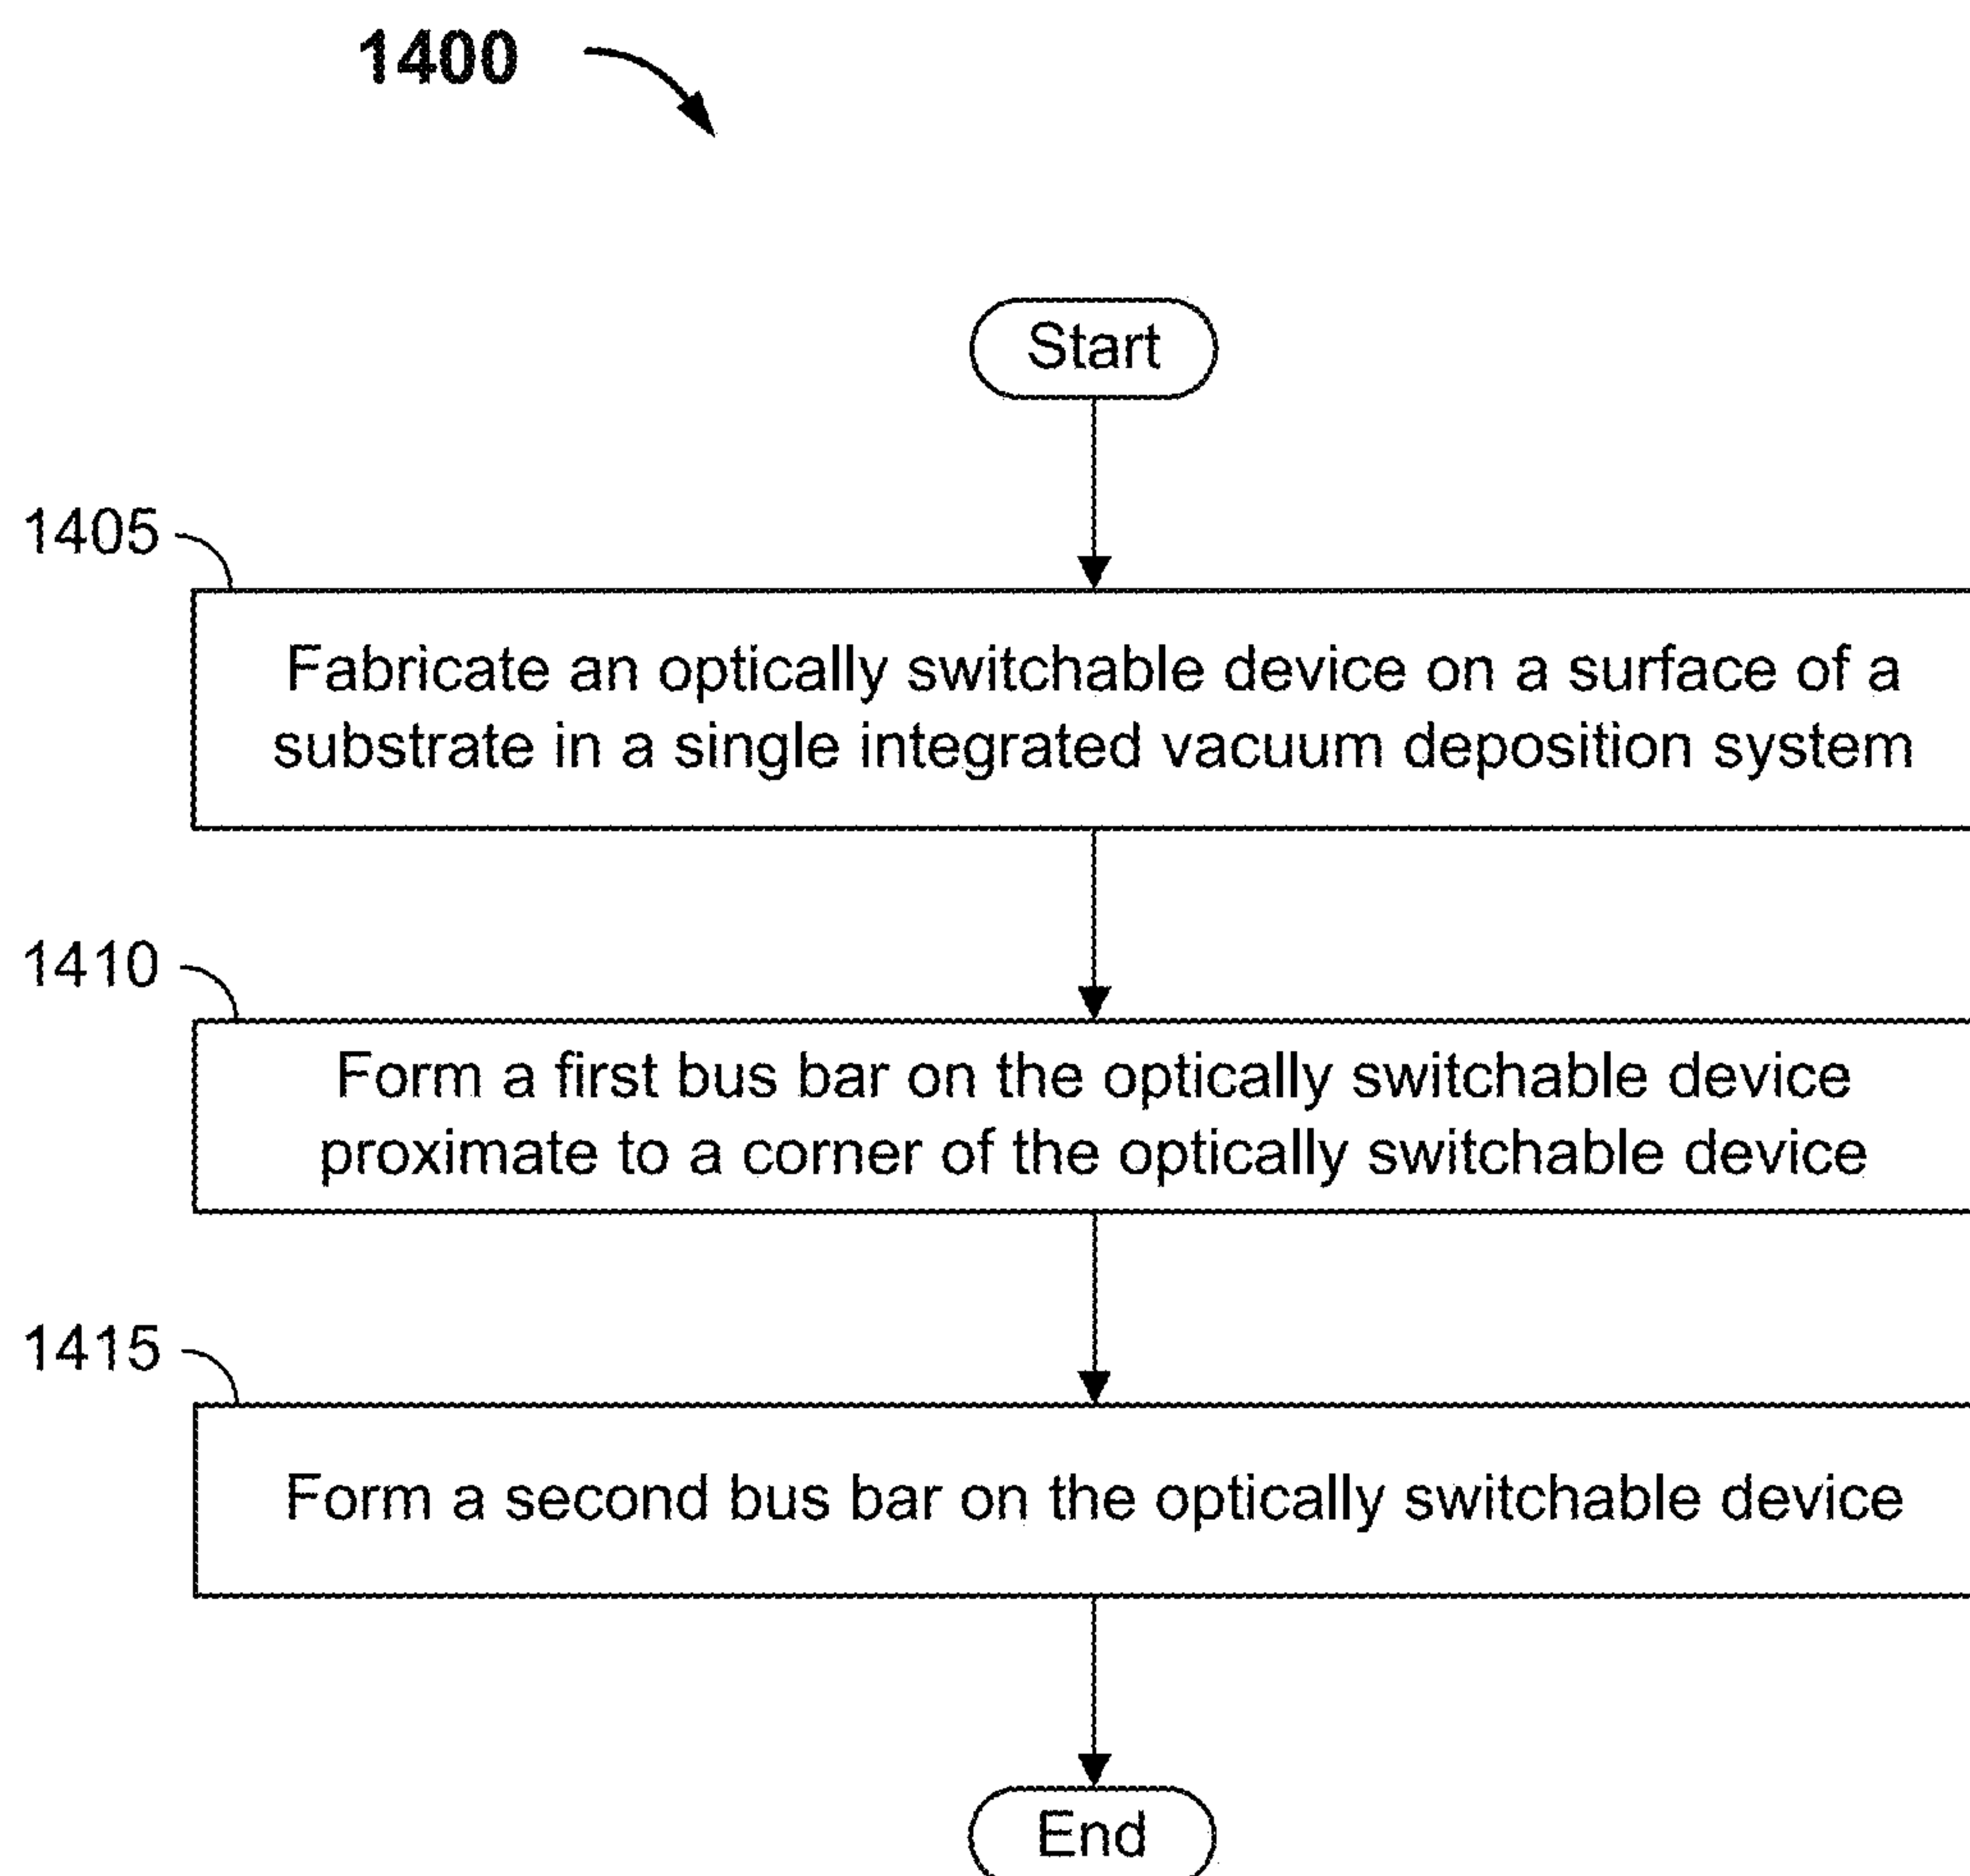 1400
Start
1405
Fabricate an optically switchable device on a surface of a
substrate in a single integrated vacuum deposition system
1410
Form a first bus bar on the optically switchable device
proximate to a corner of the optically switchable device
1415
Form a second bus bar on the optically switchable device
End